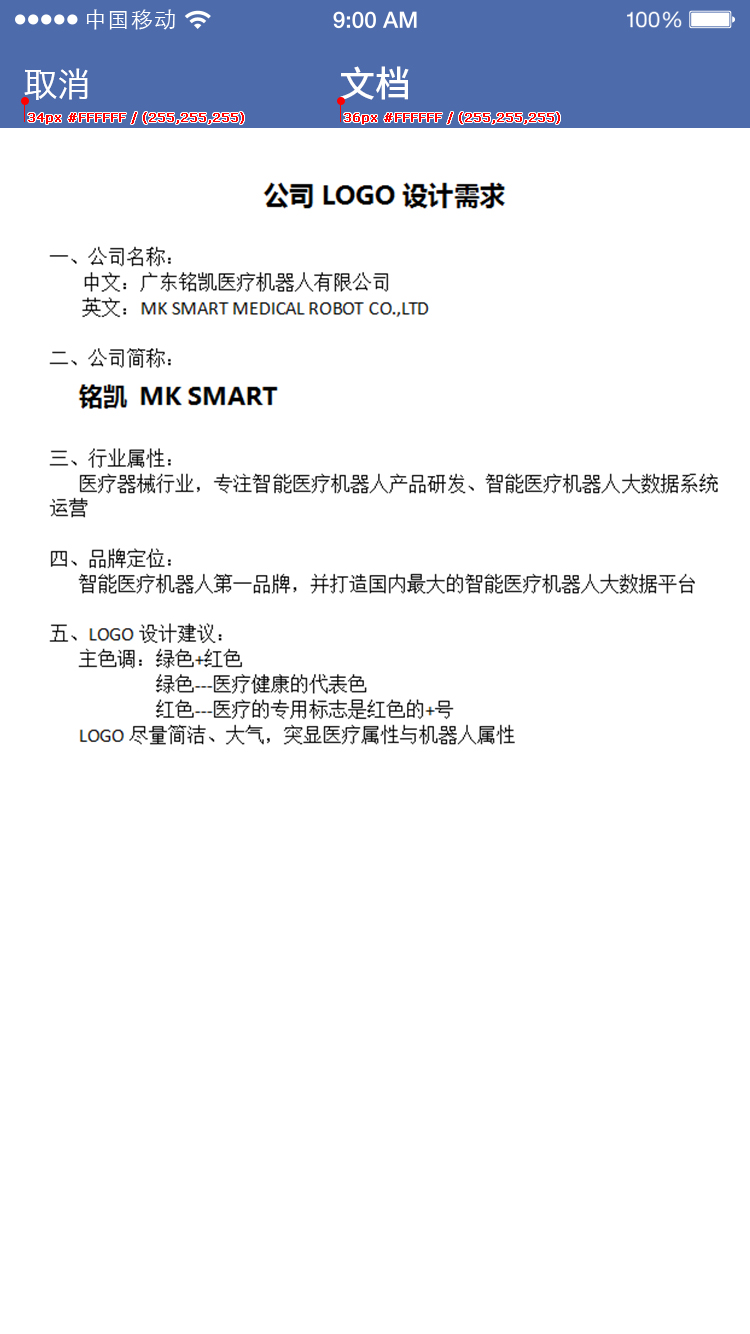 中国移动 9:00 AM 100%
取消 文档
34px #FFFFFF / (255,255,255) 36px #FFFFFF / (255,255,255)
公司 LOGO 设计需求
一、公司名称：
中文：广东铭凯医疗机器人有限公司
英文：MK SMART MEDICAL ROBOT CO.,LTD
二、公司简称：
铭凯 MK SMART
三、行业属性：
医疗器械行业，专注智能医疗机器人产品研发、智能医疗机器人大数据系统
运营
四、品牌定位：
智能医疗机器人第一品牌，并打造国内最大的智能医疗机器人大数据平台
五、LOGO 设计建议：
主色调：绿色+红色
绿色---医疗健康的代表色
红色---医疗的专用标志是红色的+号
LOGO 尽量简洁、大气，突显医疗属性与机器人属性